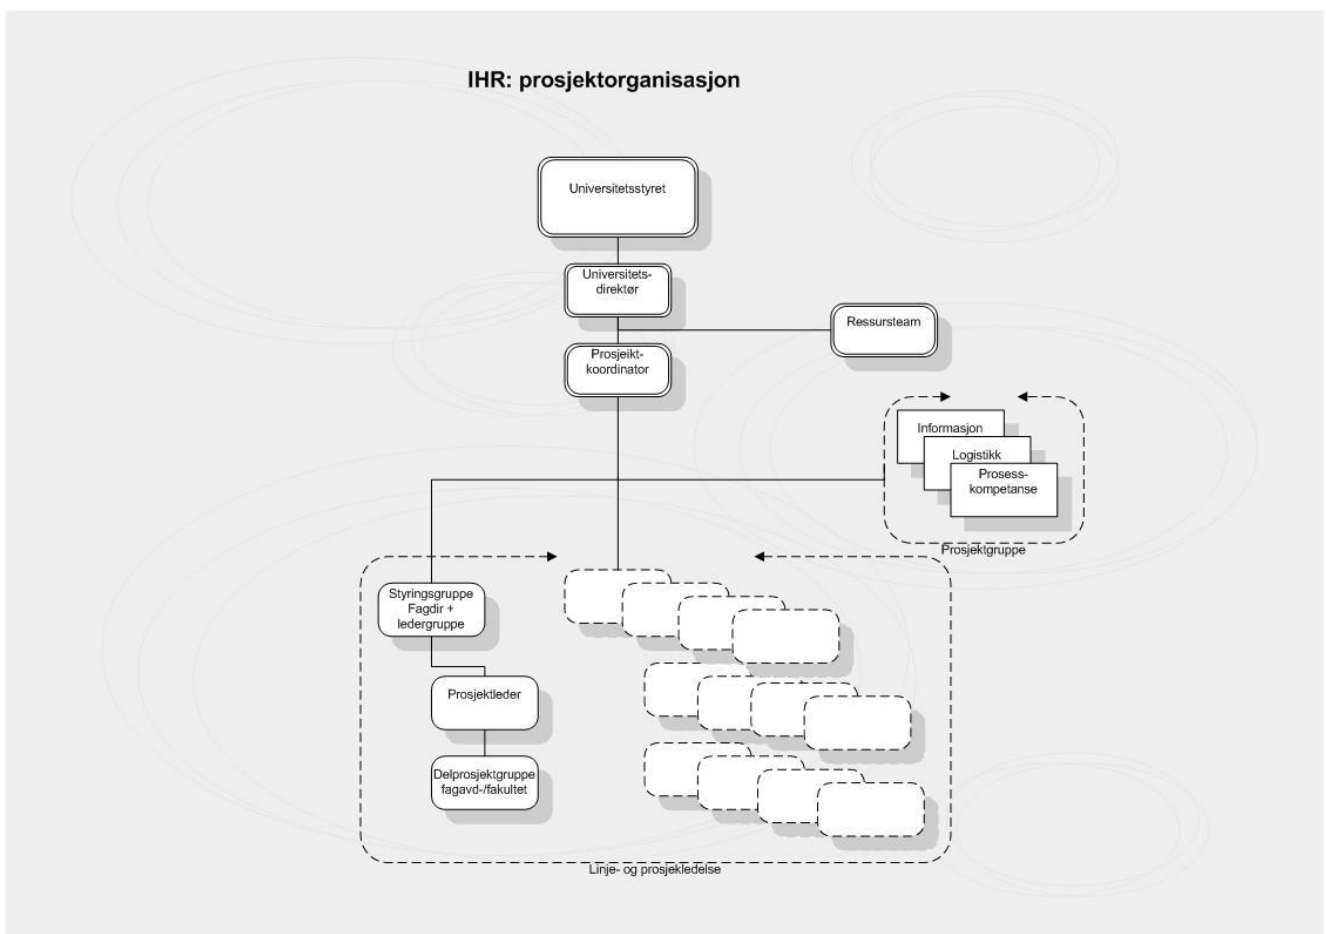 IHR: prosjektorganisasjon
Universitetsstyret
Universitets-
direktør
Ressursteam
Prosjeikt-
koordinator
Informasjon
Logistikk
Prosess-
kompetanse
Prosjektgruppe
Styringsgruppe
Fagdir +
ledergruppe
Prosjektleder
Delprosjektgruppe
fagavd-/fakultet
Linje- og prosjekledelse